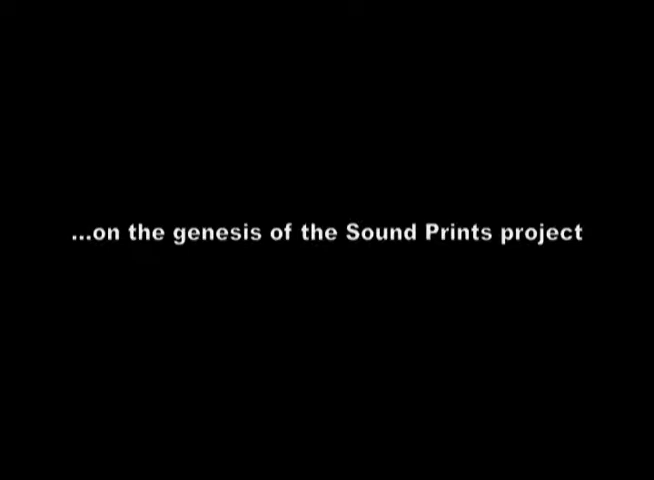 ...on the genesis of the Sound Prints project